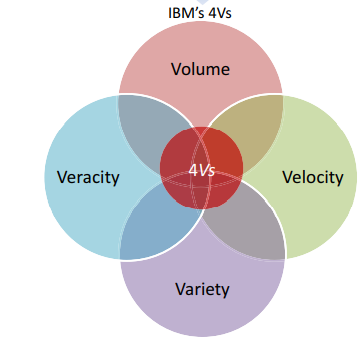 IBM's 4Vs
Volume
Veracity
4Vs
Velocity
Variety